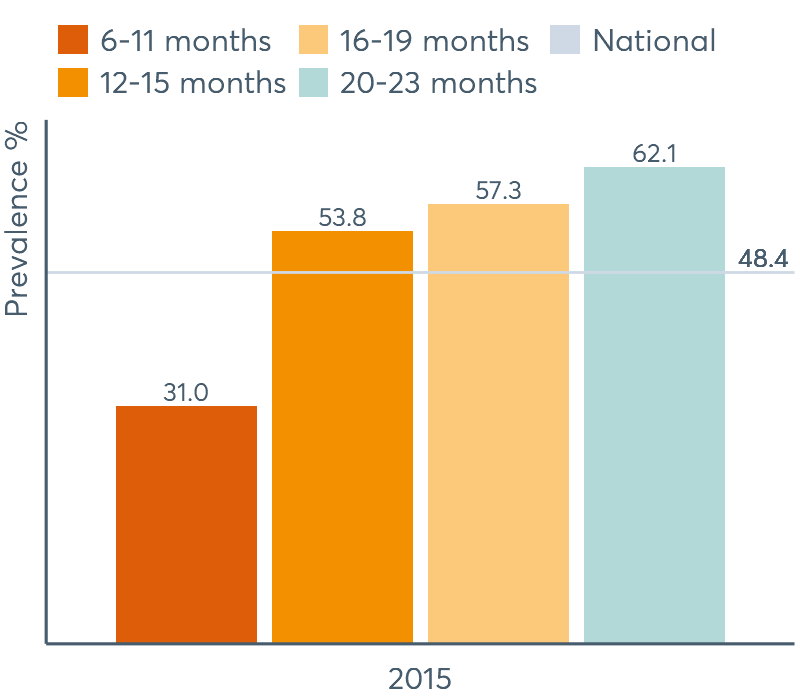 6-11 months 16-19 months National
12-15 months 20-23 months
Prevalence %
62.1
57.3
53.8
48.4
31.0
2015